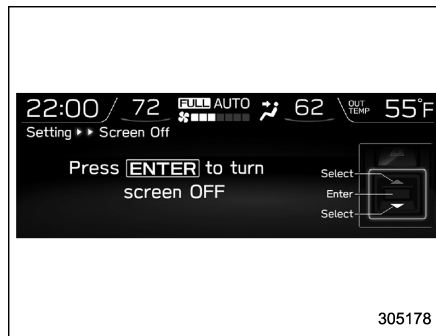 22:00 / 72 FULL AUTO 62 OUT TEMP 55°F
Setting ▸▸ Screen Off
Press ENTER to turn
screen OFF
Select
Enter
Select
305178